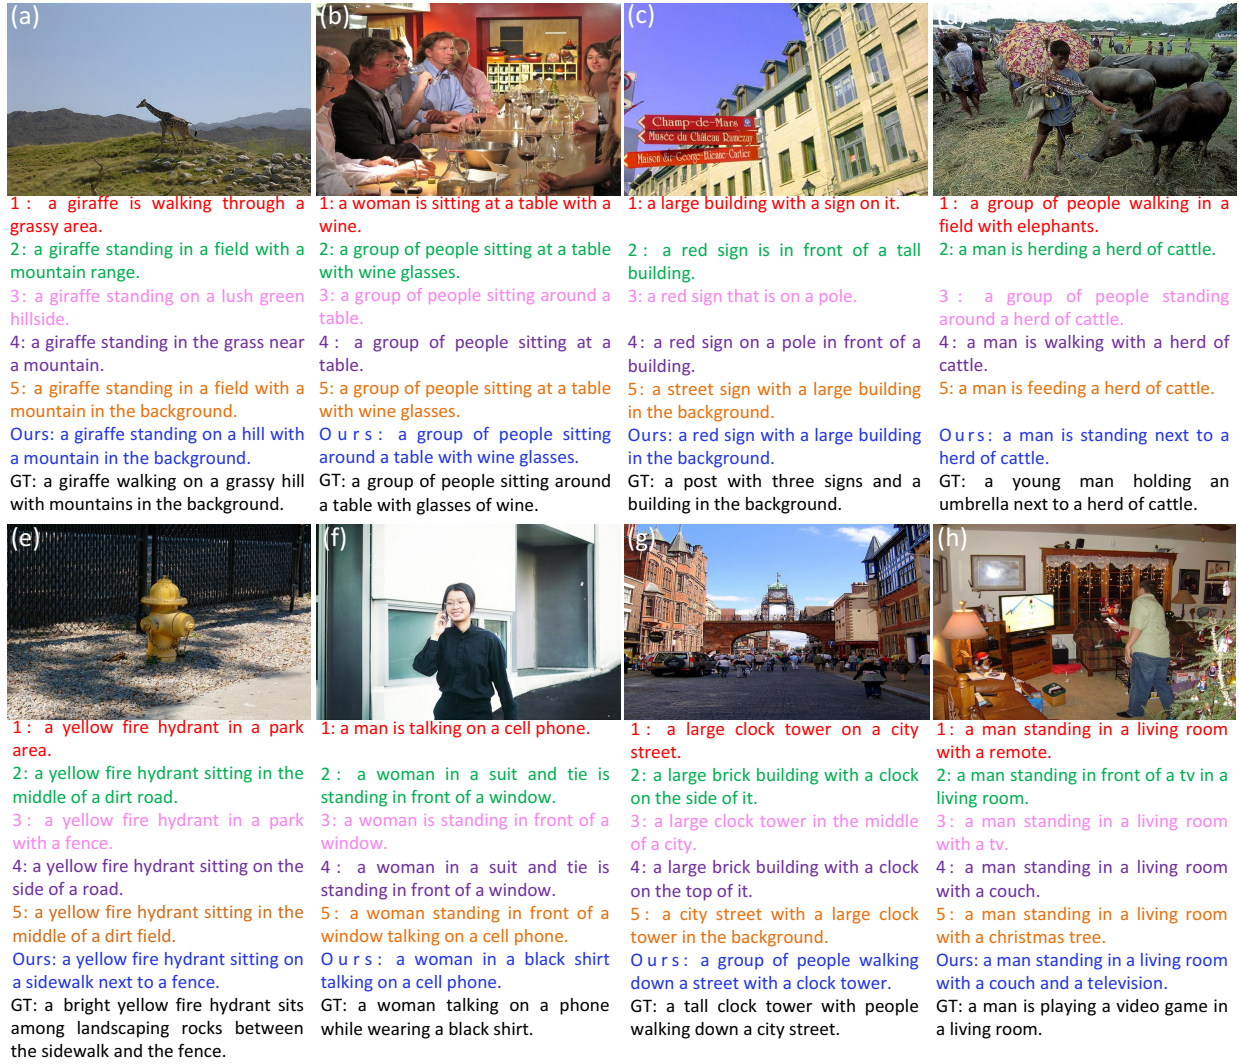 (a)
1: a giraffe is walking through a
grassy area.
2: a giraffe standing in a field with a
mountain range.
3: a giraffe standing on a lush green
hillside.
4: a giraffe standing in the grass near
a mountain.
5: a giraffe standing in a field with a
mountain in the background.
Ours: a giraffe standing on a hill with
a mountain in the background.
GT: a giraffe walking on a grassy hill
with mountains in the background.
(b)
1: a woman is sitting at a table with a
wine.
2: a group of people sitting at a table
with wine glasses.
3: a group of people sitting around a
table.
4: a group of people sitting at a
table.
5: a group of people sitting at a table
with wine glasses.
Ours: a group of people sitting
around a table with wine glasses.
GT: a group of people sitting around
a table with glasses of wine.
(c)
Champ-de-Mars
Musée du Château Ramezay
Maison Sir-George-Étienne-Cartier
1: a large building with a sign on it.
2: a red sign is in front of a tall
building.
3: a red sign that is on a pole.
4: a red sign on a pole in front of a
building.
5: a street sign with a large building
in the background.
Ours: a red sign with a large building
in the background.
GT: a post with three signs and a
building in the background.
(d)
1: a group of people walking in a
field with elephants.
2: a man is herding a herd of cattle.
3: a group of people standing
around a herd of cattle.
4: a man is walking with a herd of
cattle.
5: a man is feeding a herd of cattle.
Ours: a man is standing next to a
herd of cattle.
GT: a young man holding an
umbrella next to a herd of cattle.
(e)
1: a yellow fire hydrant in a park
area.
2: a yellow fire hydrant sitting in the
middle of a dirt road.
3: a yellow fire hydrant in a park
with a fence.
4: a yellow fire hydrant sitting on the
side of a road.
5: a yellow fire hydrant sitting in the
middle of a dirt field.
Ours: a yellow fire hydrant sitting on
a sidewalk next to a fence.
GT: a bright yellow fire hydrant sits
among landscaping rocks between
the sidewalk and the fence.
(f)
1: a man is talking on a cell phone.
2: a woman in a suit and tie is
standing in front of a window.
3: a woman is standing in front of a
window.
4: a woman in a suit and tie is
standing in front of a window.
5: a woman standing in front of a
window talking on a cell phone.
Ours: a woman in a black shirt
talking on a cell phone.
GT: a woman talking on a phone
while wearing a black shirt.
(g)
1: a large clock tower on a city
street.
2: a large brick building with a clock
on the side of it.
3: a large clock tower in the middle
of a city.
4: a large brick building with a clock
on the top of it.
5: a city street with a large clock
tower in the background.
Ours: a group of people walking
down a street with a clock tower.
GT: a tall clock tower with people
walking down a city street.
(h)
1: a man standing in a living room
with a remote.
2: a man standing in front of a tv in a
living room.
3: a man standing in a living room
with a tv.
4: a man standing in a living room
with a couch.
5: a man standing in a living room
with a christmas tree.
Ours: a man standing in a living room
with a couch and a television.
GT: a man is playing a video game in
a living room.